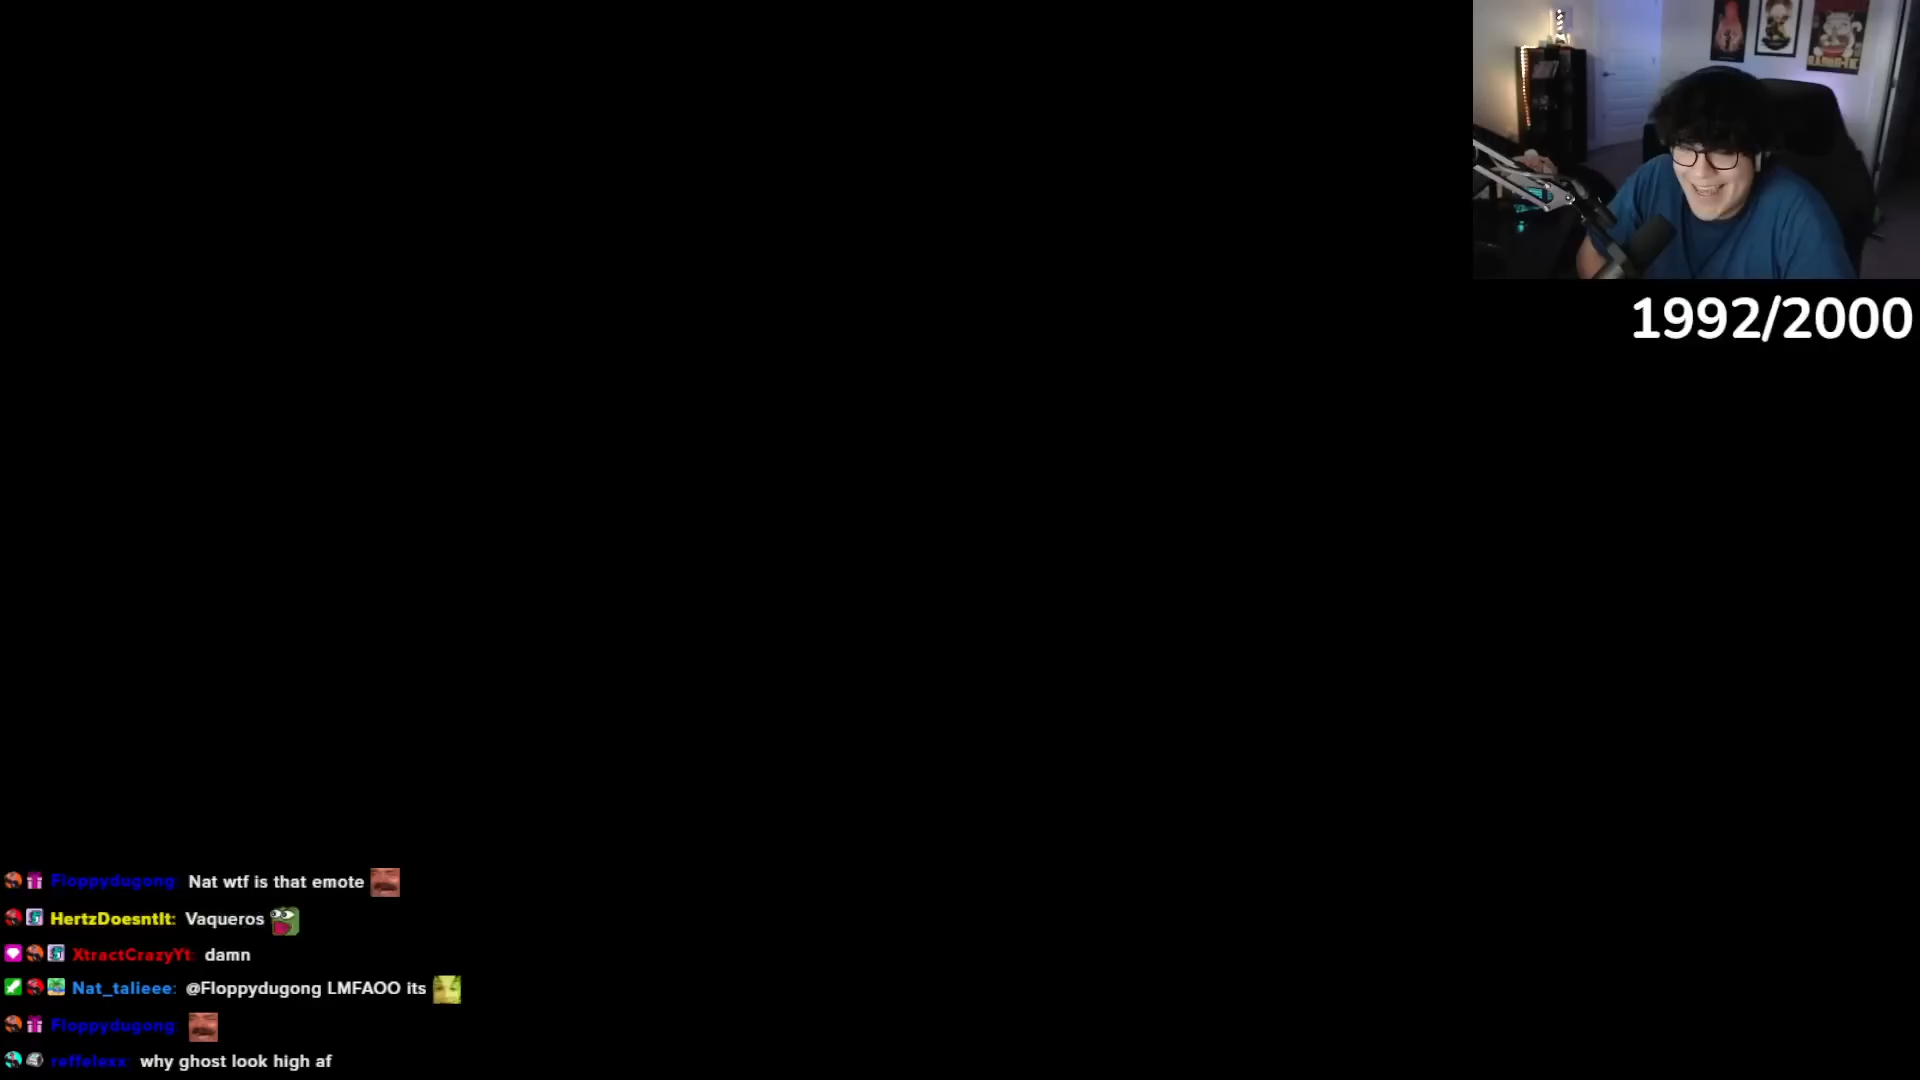 1992/2000
Floppydugong: Nat wtf is that emote
HertzDoesntIt: Vaqueros
XtractCrazyYt: damn
Nat_talieee: @Floppydugong LMFAOO its
Floppydugong:
why ghost look high af